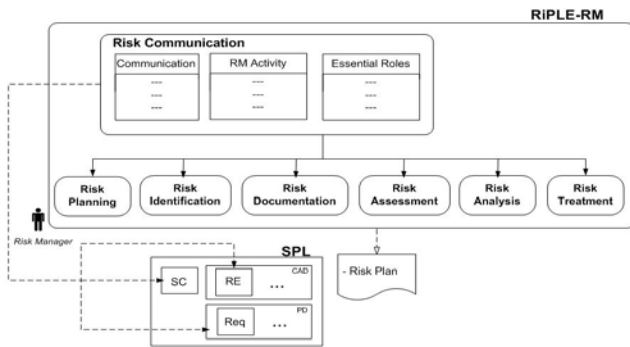 RiPLE-RM
Risk Communication
Communication RM Activity Essential Roles
--- --- ---
--- --- ---
--- --- ---
Risk Risk Risk Risk Risk Risk
Planning Identification Documentation Assessment Analysis Treatment
Risk Manager
SPL
- Risk Plan
CAD
SC RE ...
PD
Req ...